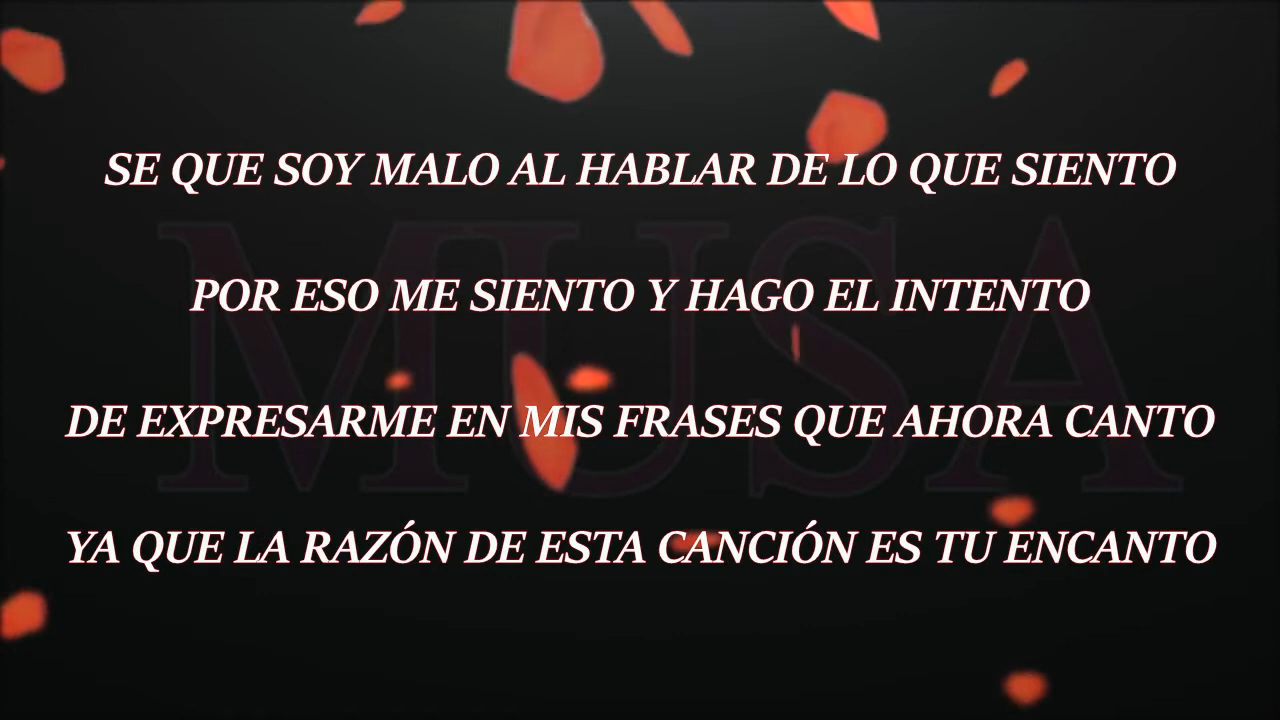 SE QUE SOY MALO AL HABLAR DE LO QUE SIENTO
MUSA
POR ESO ME SIENTO Y HAGO EL INTENTO
DE EXPRESARME EN MIS FRASES QUE AHORA CANTO
YA QUE LA RAZÓN DE ESTA CANCIÓN ES TU ENCANTO